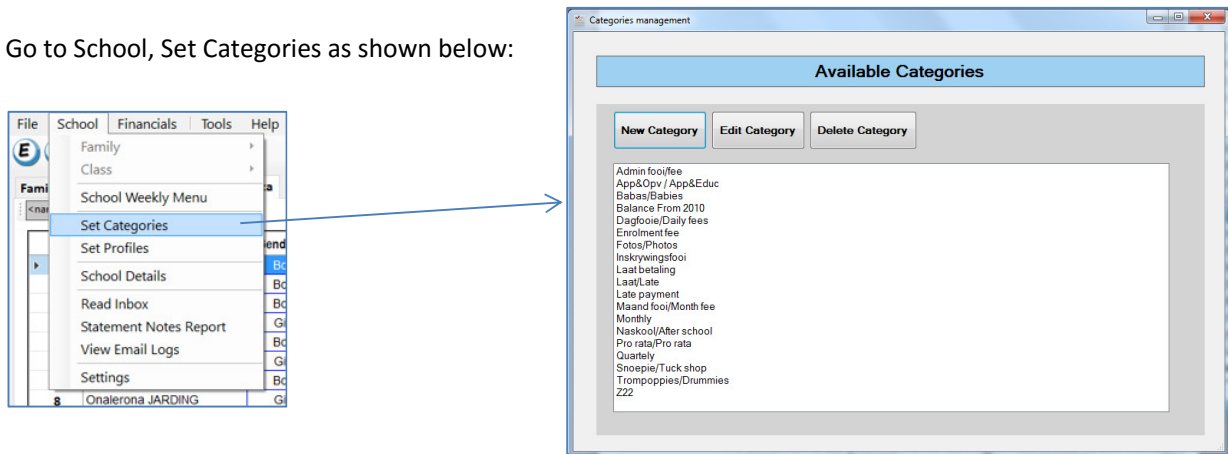 Categories management
Go to School, Set Categories as shown below:
Available Categories
File School Financials Tools Help
E
Family
Class
School Weekly Menu
Set Categories
Set Profiles
School Details
Read Inbox
Statement Notes Report
View Email Logs
Settings
8 Onalerona JARDING
New Category Edit Category Delete Category
Admin fooi/fee
App&Opv / App&Educ
Babas/Babies
Balance From 2010
Dagfooie/Daily fees
Enrolment fee
Fotos/Photos
Inskrywingsfooi
Laat betaling
Laat/Late
Late payment
Maand fooi/Month fee
Monthly
Naskool/After school
Pro rata/Pro rata
Quartely
Snoepie/Tuck shop
Trompoppies/Drummies
Z22